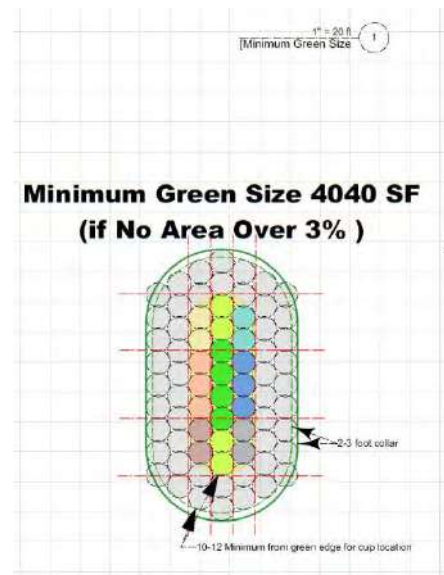 1" = 20 ft
[Minimum Green Size
1
Minimum Green Size 4040 SF
(if No Area Over 3% )
2-3 foot collar
10-12 Minimum from green edge for cup location